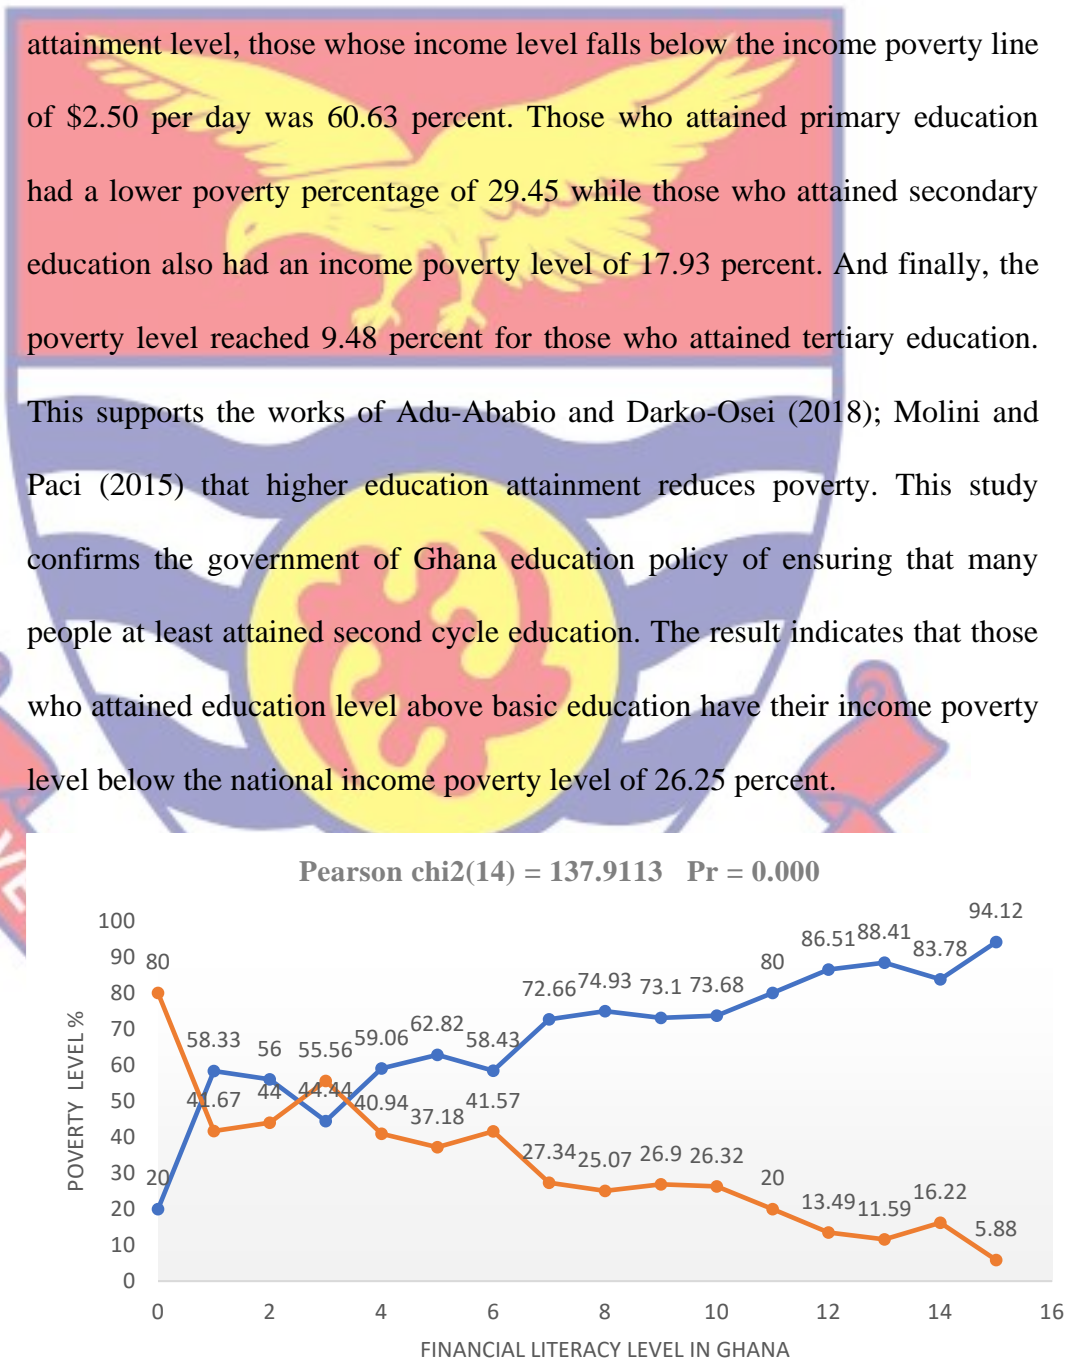 attainment level, those whose income level falls below the income poverty line
of $2.50 per day was 60.63 percent. Those who attained primary education
had a lower poverty percentage of 29.45 while those who attained secondary
education also had an income poverty level of 17.93 percent. And finally, the
poverty level reached 9.48 percent for those who attained tertiary education.
This supports the works of Adu-Ababio and Darko-Osei (2018); Molini and
Paci (2015) that higher education attainment reduces poverty. This study
confirms the government of Ghana education policy of ensuring that many
people at least attained second cycle education. The result indicates that those
who attained education level above basic education have their income poverty
level below the national income poverty level of 26.25 percent.
Pearson chi2(14) = 137.9113 Pr = 0.000
POVERTY LEVEL %
100
90
80
70
60
50
40
30
20
10
0
20
58.33
56
44.44
59.06
62.82
58.43
72.66
74.93
73.1
73.68
80
86.51
88.41
83.78
94.12
80
41.67
44
55.56
40.94
37.18
41.57
27.34
25.07
26.9
26.32
20
13.49
11.59
16.22
5.88
0 2 4 6 8 10 12 14 16
FINANCIAL LITERACY LEVEL IN GHANA